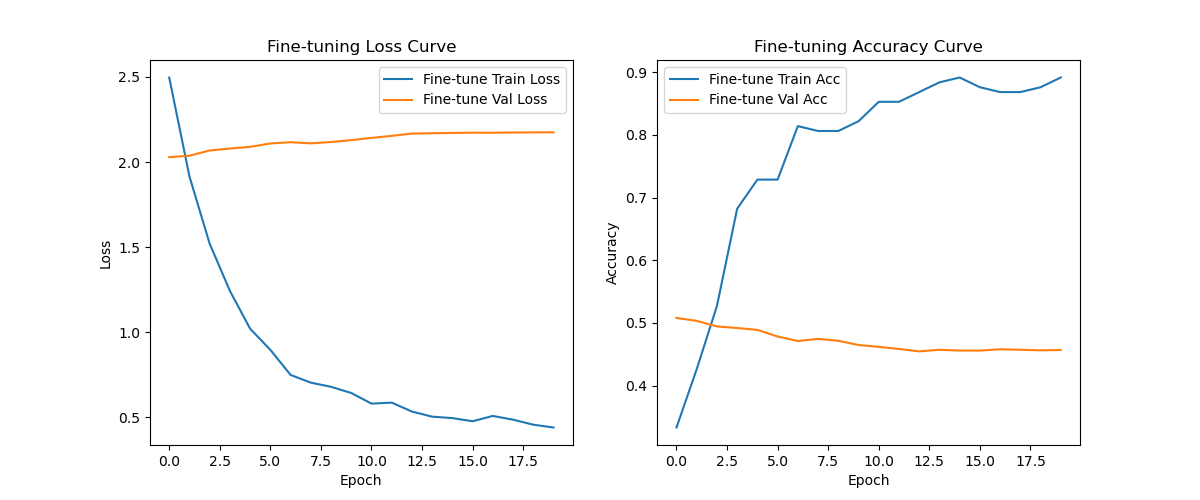 Fine-tuning Loss Curve
Fine-tune Train Loss
Fine-tune Val Loss
2.5
2.0
1.5
1.0
0.5
Loss
0.0 2.5 5.0 7.5 10.0 12.5 15.0 17.5
Epoch
Fine-tuning Accuracy Curve
Fine-tune Train Acc
Fine-tune Val Acc
0.9
0.8
0.7
0.6
0.5
0.4
Accuracy
0.0 2.5 5.0 7.5 10.0 12.5 15.0 17.5
Epoch